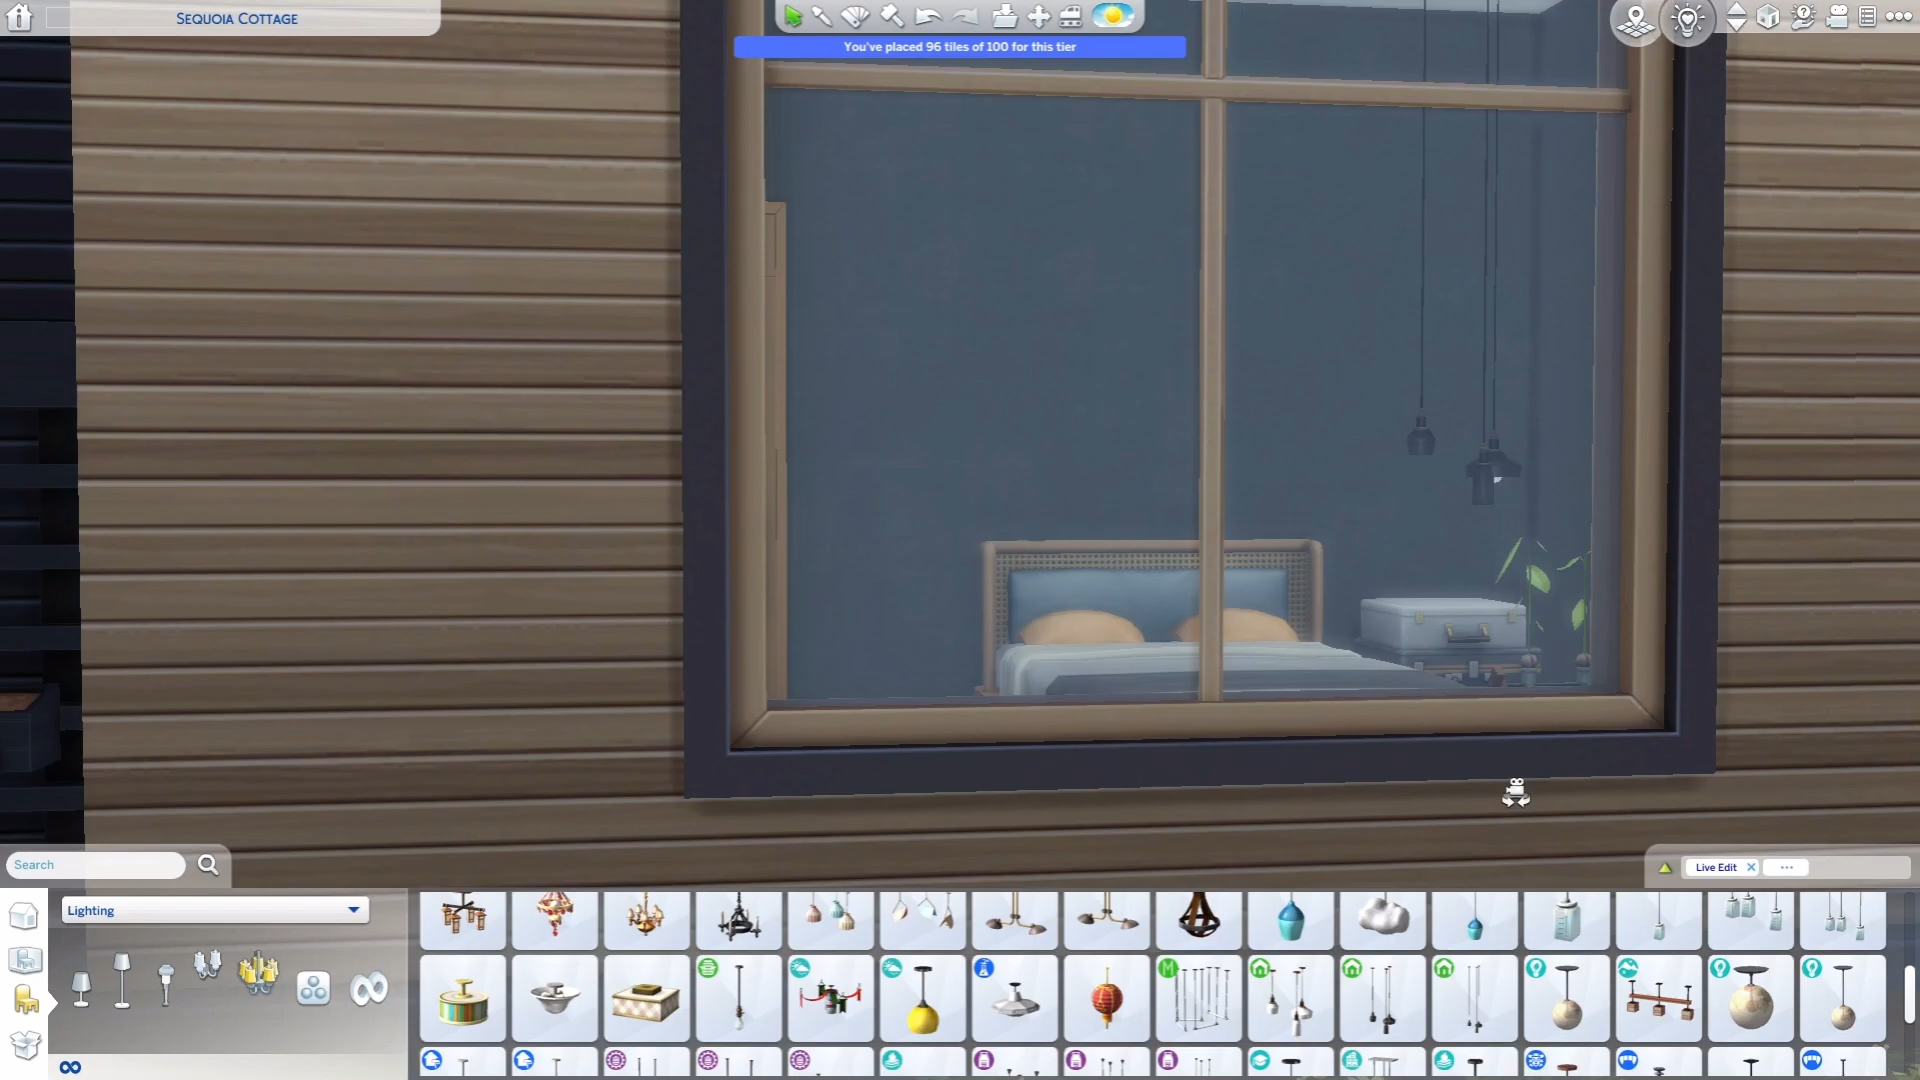 SEQUOIA COTTAGE
You've placed 96 tiles of 100 for this tier
Search
Live Edit
Lighting